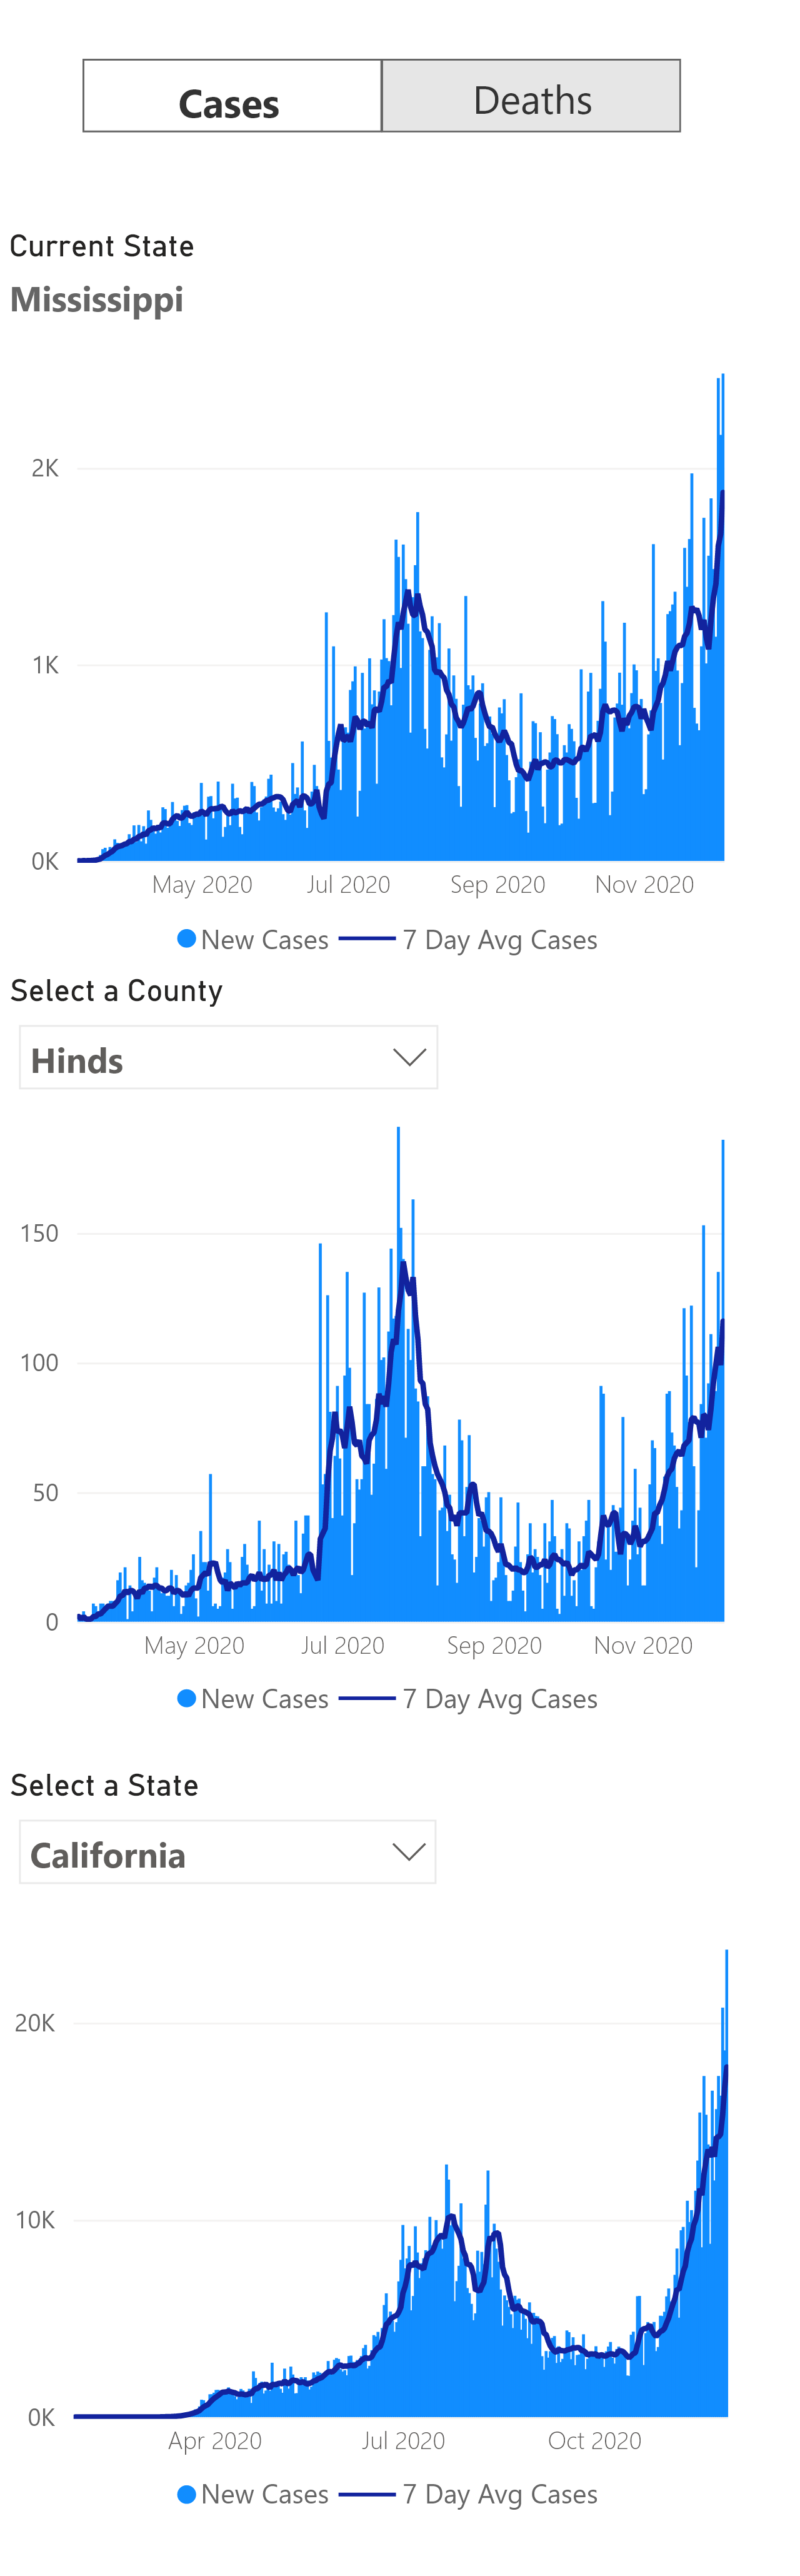 Cases Deaths
Current State
Mississippi
2K
1K
0K
May 2020 Jul 2020 Sep 2020 Nov 2020
New Cases 7 Day Avg Cases
Select a County
Hinds
150
100
50
0
May 2020 Jul 2020 Sep 2020 Nov 2020
New Cases 7 Day Avg Cases
Select a State
California
20K
10K
0K
Apr 2020 Jul 2020 Oct 2020
New Cases 7 Day Avg Cases